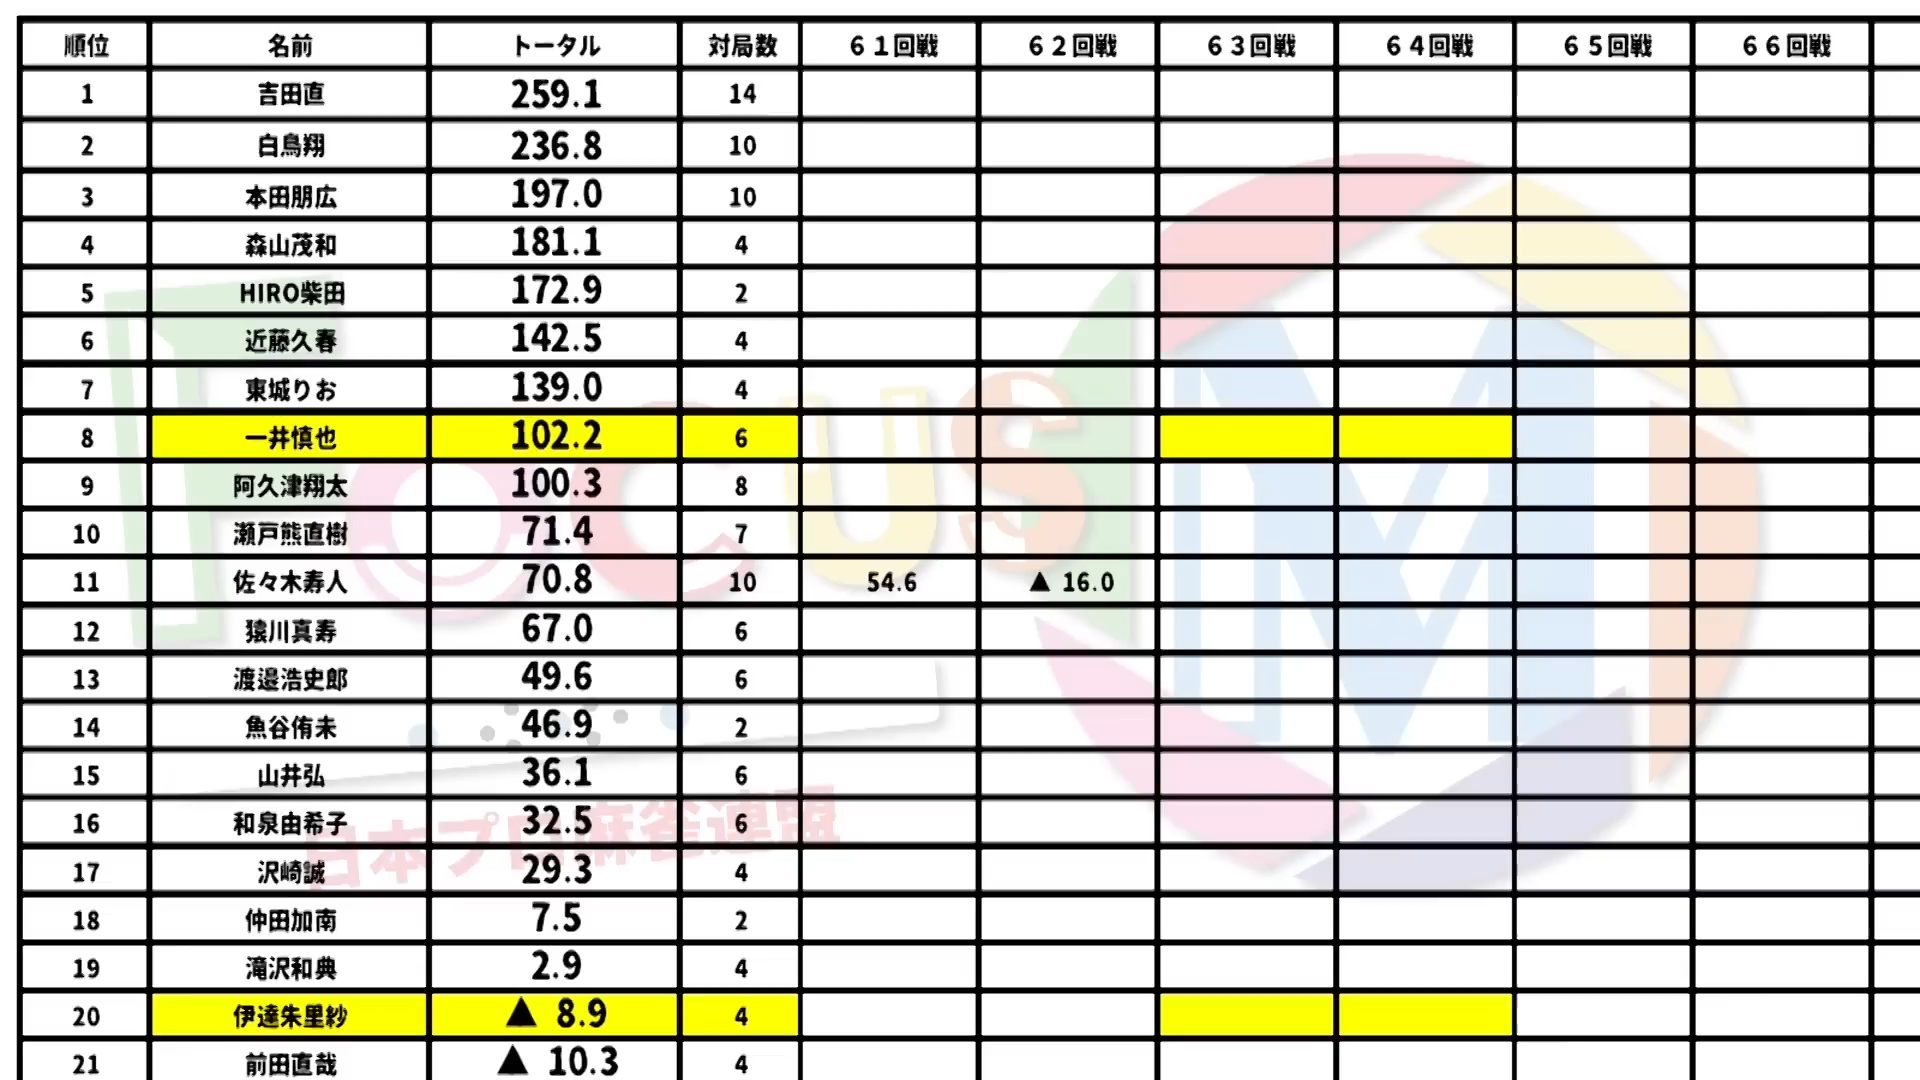 順位 名前 トータル 対局数 61回戦 62回戦 63回戦 64回戦 65回戦 66回戦
1 吉田直 259.1 14
2 白鳥翔 236.8 10
3 本田朋広 197.0 10
4 森山茂和 181.1 4
5 HIRO柴田 172.9 2
6 近藤久春 142.5 4
7 東城りお 139.0 4
8 一井慎也 102.2 6
9 阿久津翔太 100.3 8
10 瀬戸熊直樹 71.4 7
11 佐々木寿人 70.8 10 54.6 ▲ 16.0
12 猿川真寿 67.0 6
13 渡邉浩史郎 49.6 6
14 魚谷侑未 46.9 2
15 山井弘 36.1 6
16 和泉由希子 32.5 6
17 沢崎誠 29.3 4
18 仲田加南 7.5 2
19 滝沢和典 2.9 4
20 伊達朱里紗 ▲ 8.9 4
21 前田直哉 ▲ 10.3 4
FOCUS M
日本プロ麻雀連盟